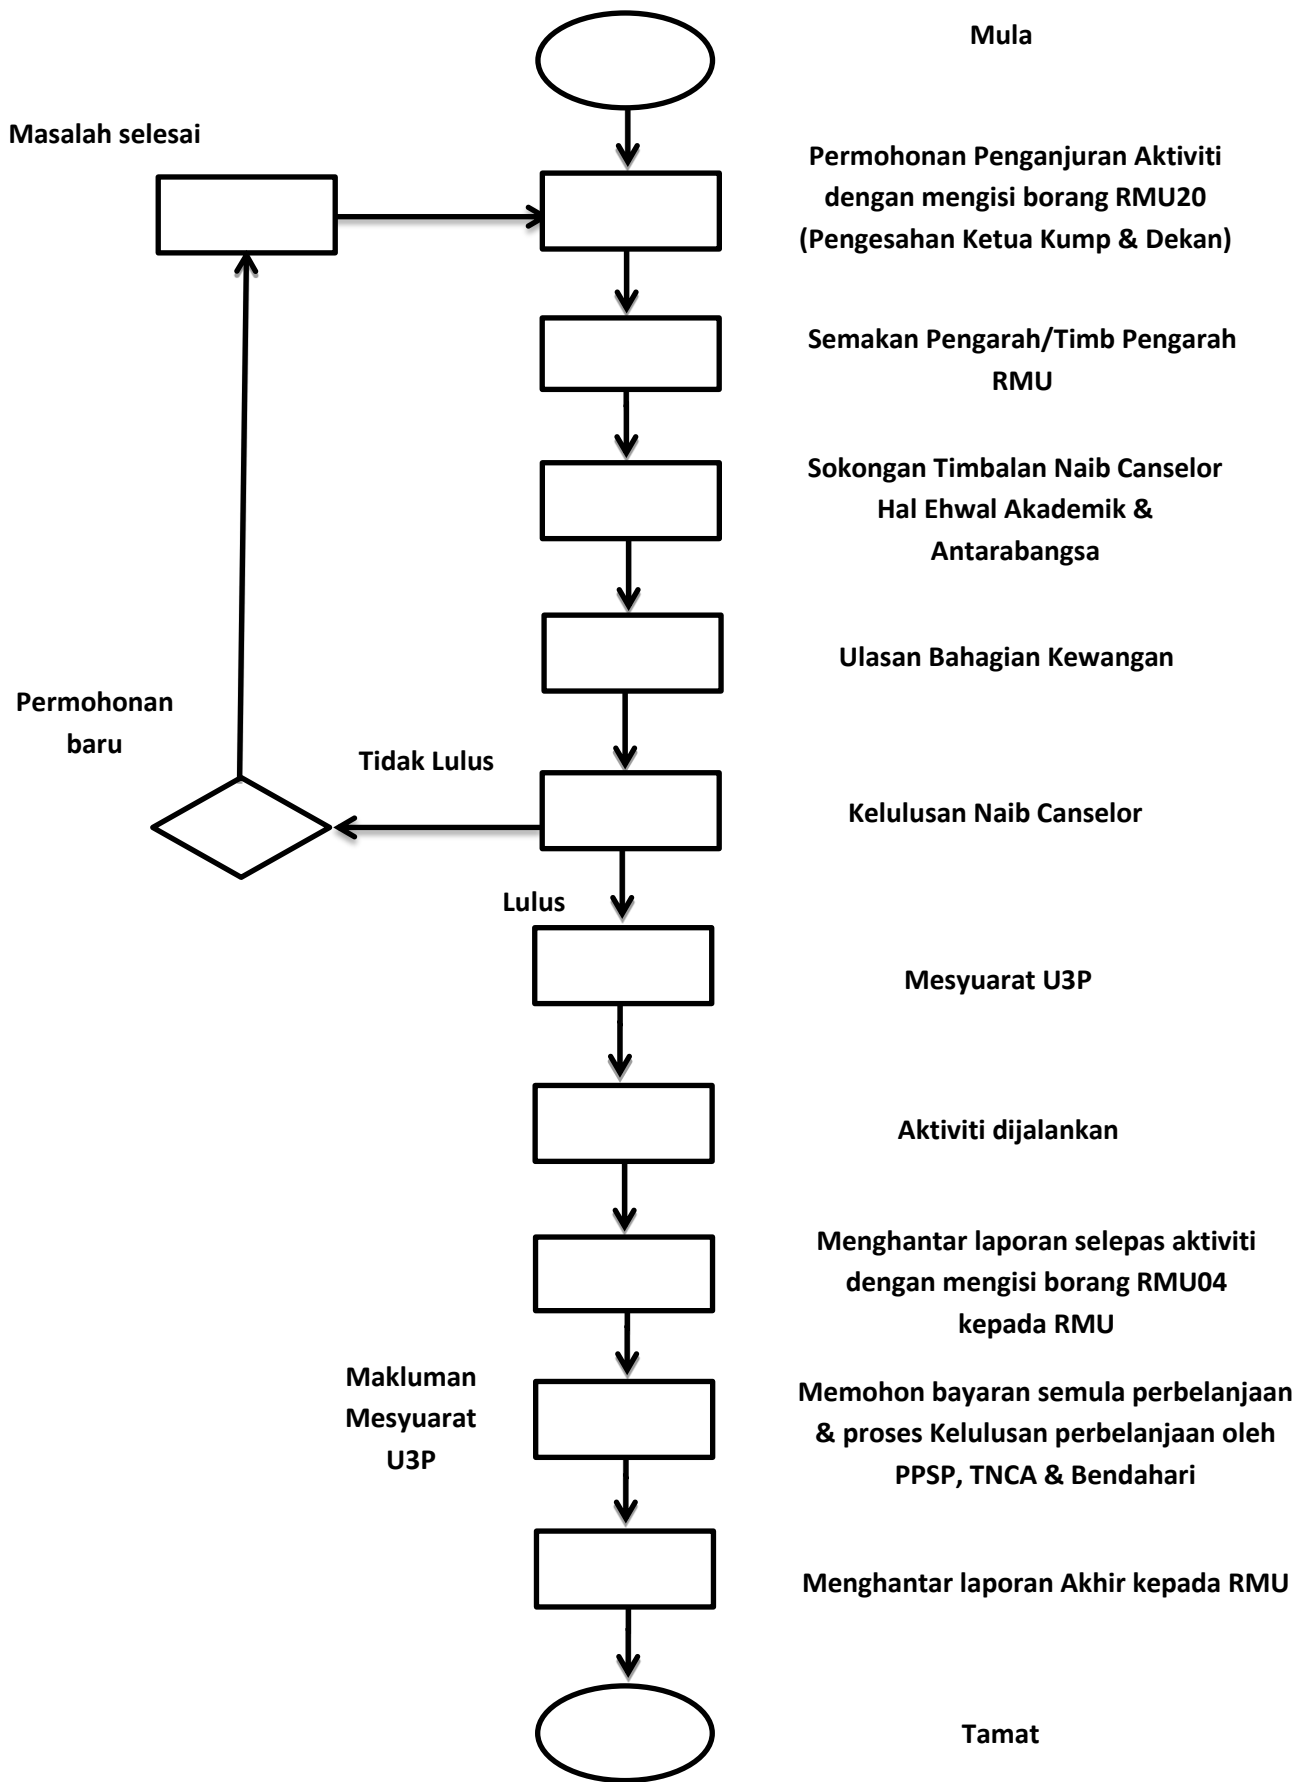 Mula
Masalah selesai
Permohonan Penganjuran Aktiviti
dengan mengisi borang RMU20
(Pengesahan Ketua Kump & Dekan)
Semakan Pengarah/Timb Pengarah
RMU
Sokongan Timbalan Naib Canselor
Hal Ehwal Akademik &
Antarabangsa
Ulasan Bahagian Kewangan
Permohonan
baru
Tidak Lulus
Kelulusan Naib Canselor
Lulus
Mesyuarat U3P
Aktiviti dijalankan
Menghantar laporan selepas aktiviti
dengan mengisi borang RMU04
kepada RMU
Makluman
Mesyuarat
U3P
Memohon bayaran semula perbelanjaan
& proses Kelulusan perbelanjaan oleh
PPSP, TNCA & Bendahari
Menghantar laporan Akhir kepada RMU
Tamat